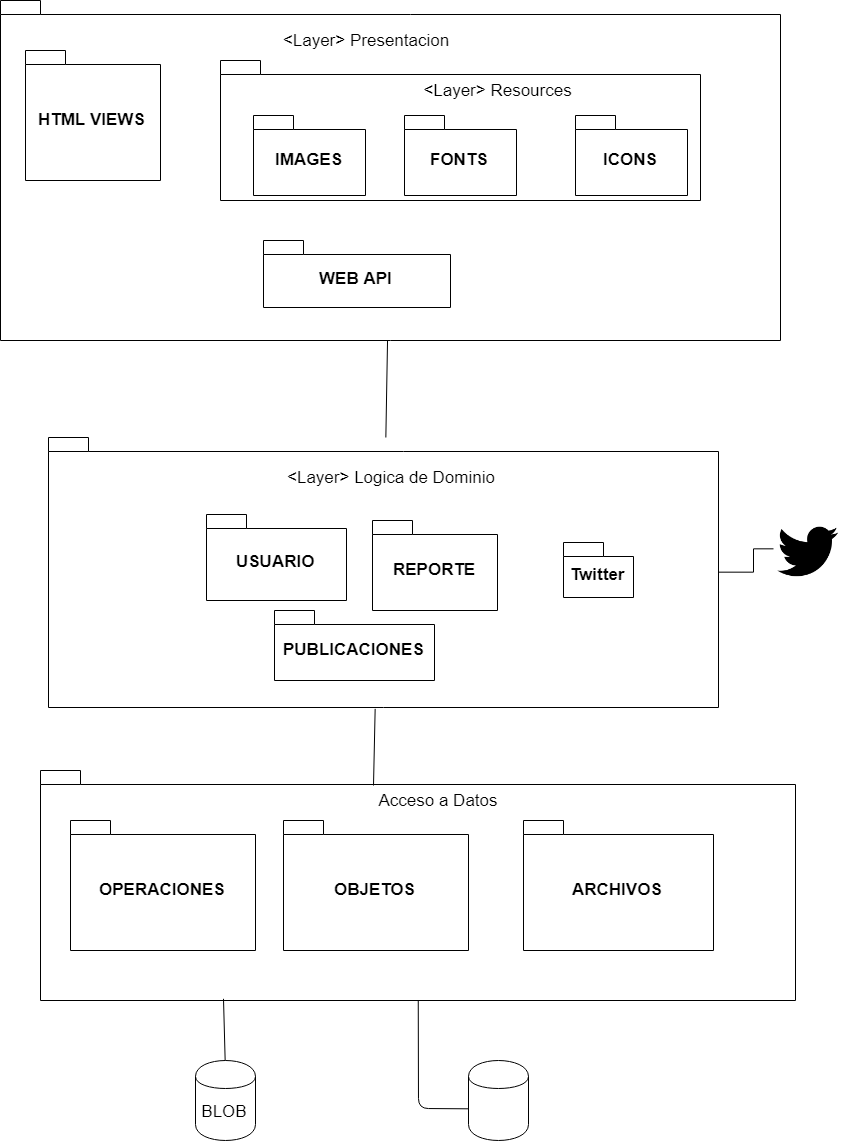 <Layer> Presentacion
HTML VIEWS
<Layer> Resources
IMAGES
FONTS
ICONS
WEB API
<Layer> Logica de Dominio
USUARIO
REPORTE
Twitter
PUBLICACIONES
Acceso a Datos
OPERACIONES
OBJETOS
ARCHIVOS
BLOB